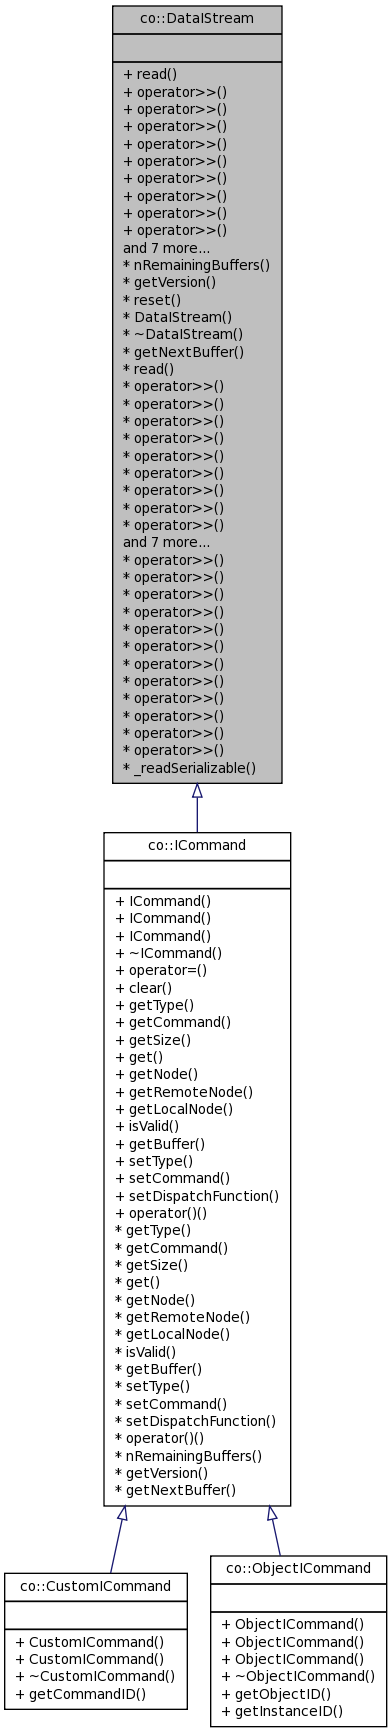 co::DataIStream
+ read()
+ operator>>()
+ operator>>()
+ operator>>()
+ operator>>()
+ operator>>()
+ operator>>()
+ operator>>()
+ operator>>()
+ operator>>()
and 7 more...
* nRemainingBuffers()
* getVersion()
* reset()
* DataIStream()
* ~DataIStream()
* getNextBuffer()
* read()
* operator>>()
* operator>>()
* operator>>()
* operator>>()
* operator>>()
* operator>>()
* operator>>()
* operator>>()
* operator>>()
and 7 more...
* operator>>()
* operator>>()
* operator>>()
* operator>>()
* operator>>()
* operator>>()
* operator>>()
* operator>>()
* operator>>()
* operator>>()
* operator>>()
* operator>>()
* _readSerializable()
co::ICommand
+ ICommand()
+ ICommand()
+ ICommand()
+ ~ICommand()
+ operator=()
+ clear()
+ getType()
+ getCommand()
+ getSize()
+ get()
+ getNode()
+ getRemoteNode()
+ getLocalNode()
+ isValid()
+ getBuffer()
+ setType()
+ setCommand()
+ setDispatchFunction()
+ operator()()
* getType()
* getCommand()
* getSize()
* get()
* getNode()
* getRemoteNode()
* getLocalNode()
* isValid()
* getBuffer()
* setType()
* setCommand()
* setDispatchFunction()
* operator()()
* nRemainingBuffers()
* getVersion()
* getNextBuffer()
co::CustomICommand
+ CustomICommand()
+ CustomICommand()
+ ~CustomICommand()
+ getCommandID()
co::ObjectICommand
+ ObjectICommand()
+ ObjectICommand()
+ ObjectICommand()
+ ~ObjectICommand()
+ getObjectID()
+ getInstanceID()